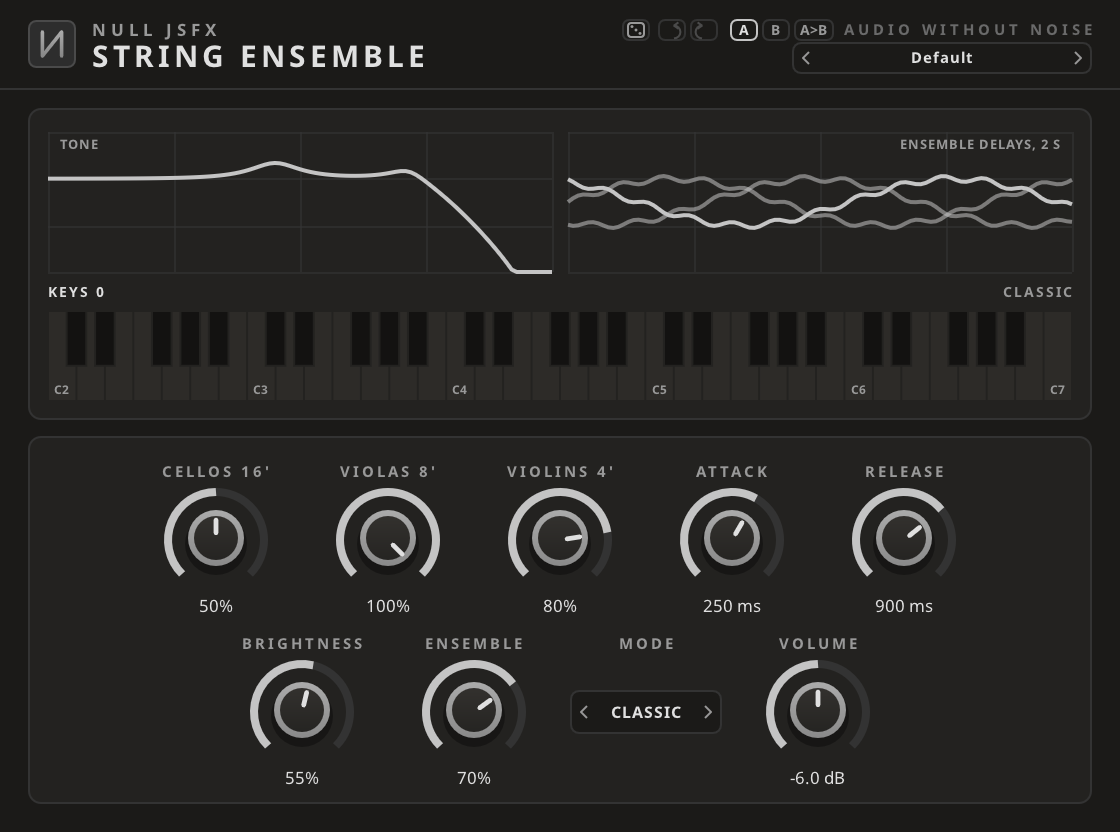 NULL JSFX
STRING ENSEMBLE
A B A>B AUDIO WITHOUT NOISE
Default
TONE
ENSEMBLE DELAYS, 2 S
KEYS 0
CLASSIC
C2 C3 C4 C5 C6 C7
CELLOS 16' VIOLAS 8' VIOLINS 4' ATTACK RELEASE
50% 100% 80% 250 ms 900 ms
BRIGHTNESS ENSEMBLE MODE VOLUME
CLASSIC
55% 70% -6.0 dB